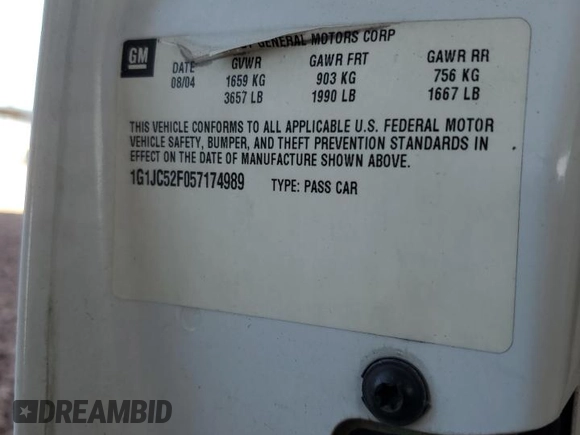 GM
GENERAL MOTORS CORP
DATE GVWR GAWR FRT GAWR RR
08/04 1659 KG 903 KG 756 KG
3657 LB 1990 LB 1667 LB
THIS VEHICLE CONFORMS TO ALL APPLICABLE U.S. FEDERAL MOTOR
VEHICLE SAFETY, BUMPER, AND THEFT PREVENTION STANDARDS IN
EFFECT ON THE DATE OF MANUFACTURE SHOWN ABOVE.
1G1JC52F057174989 TYPE: PASS CAR
DREAMBID